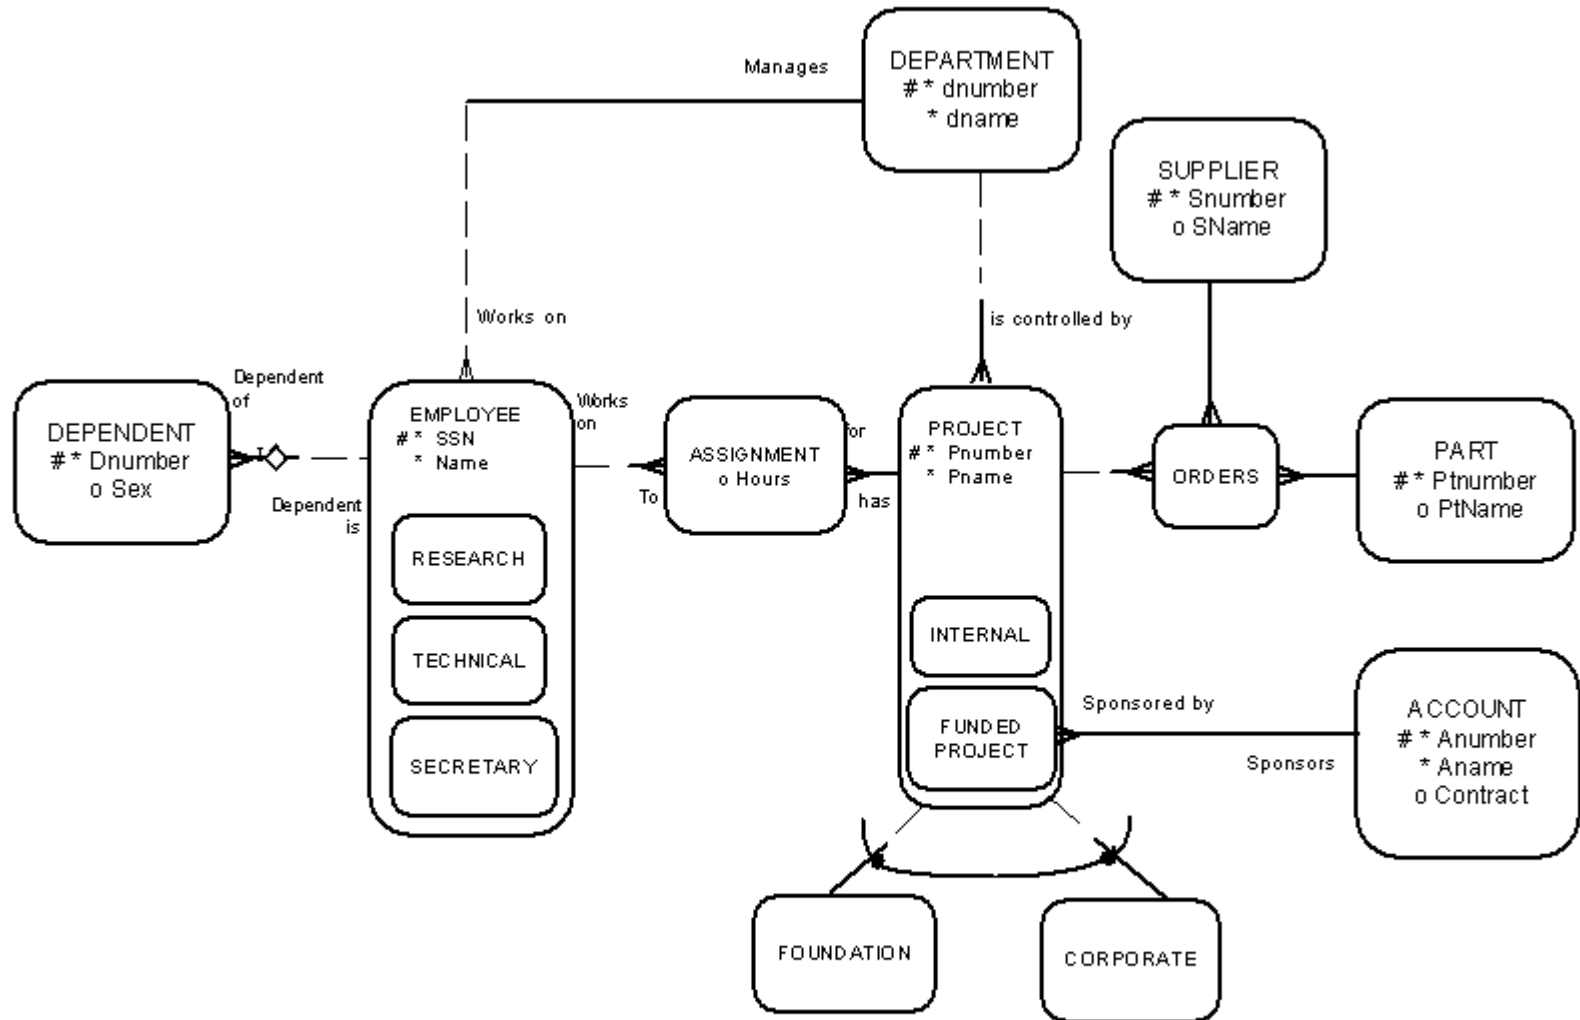 Manages
DEPARTMENT
# * dnumber
* dname
SUPPLIER
# * Snumber
o SName
Works on
is controlled by
Dependent
of
DEPENDENT
# * Dnumber
o Sex
Dependent
is
EMPLOYEE
# * SSN
* Name
Works
on
To
ASSIGNMENT
o Hours
for
has
PROJECT
# * Pnumber
* Pname
ORDERS
PART
# * Ptnumber
o PtName
RESEARCH
TECHNICAL
SECRETARY
INTERNAL
FUNDED
PROJECT
Sponsored by
Sponsors
ACCOUNT
# * Anumber
* Aname
o Contract
FOUNDATION
CORPORATE